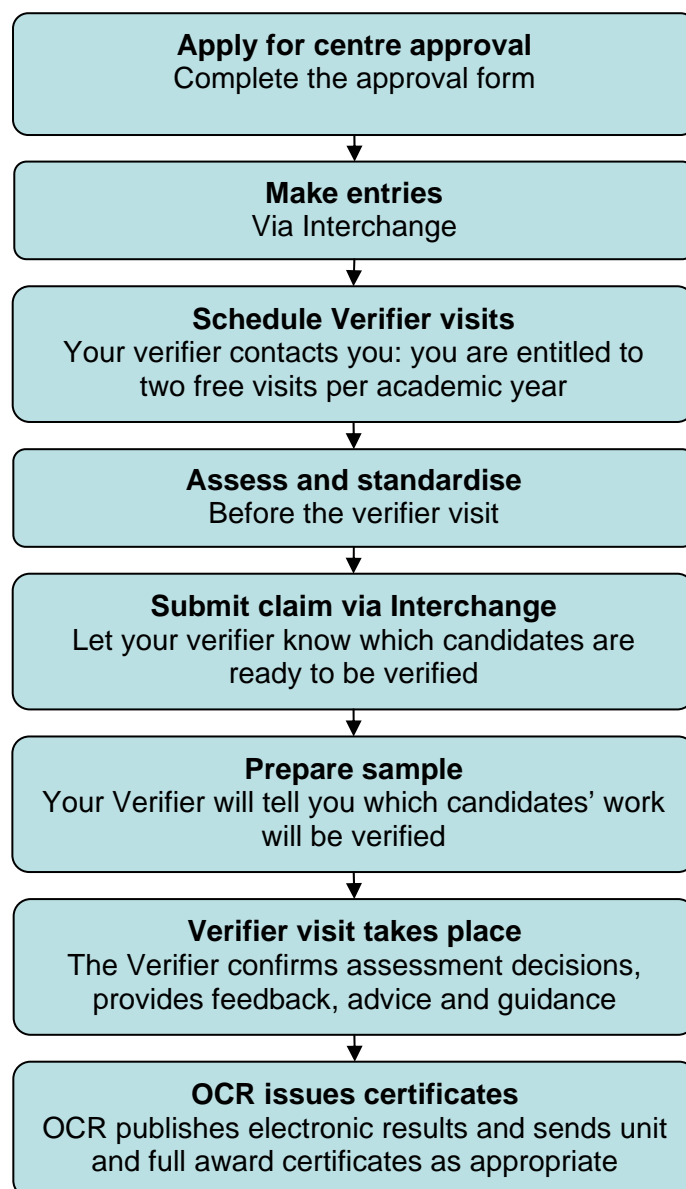 Apply for centre approval
Complete the approval form
Make entries
Via Interchange
Schedule Verifier visits
Your verifier contacts you: you are entitled to
two free visits per academic year
Assess and standardise
Before the verifier visit
Submit claim via Interchange
Let your verifier know which candidates are
ready to be verified
Prepare sample
Your Verifier will tell you which candidates’ work
will be verified
Verifier visit takes place
The Verifier confirms assessment decisions,
provides feedback, advice and guidance
OCR issues certificates
OCR publishes electronic results and sends unit
and full award certificates as appropriate